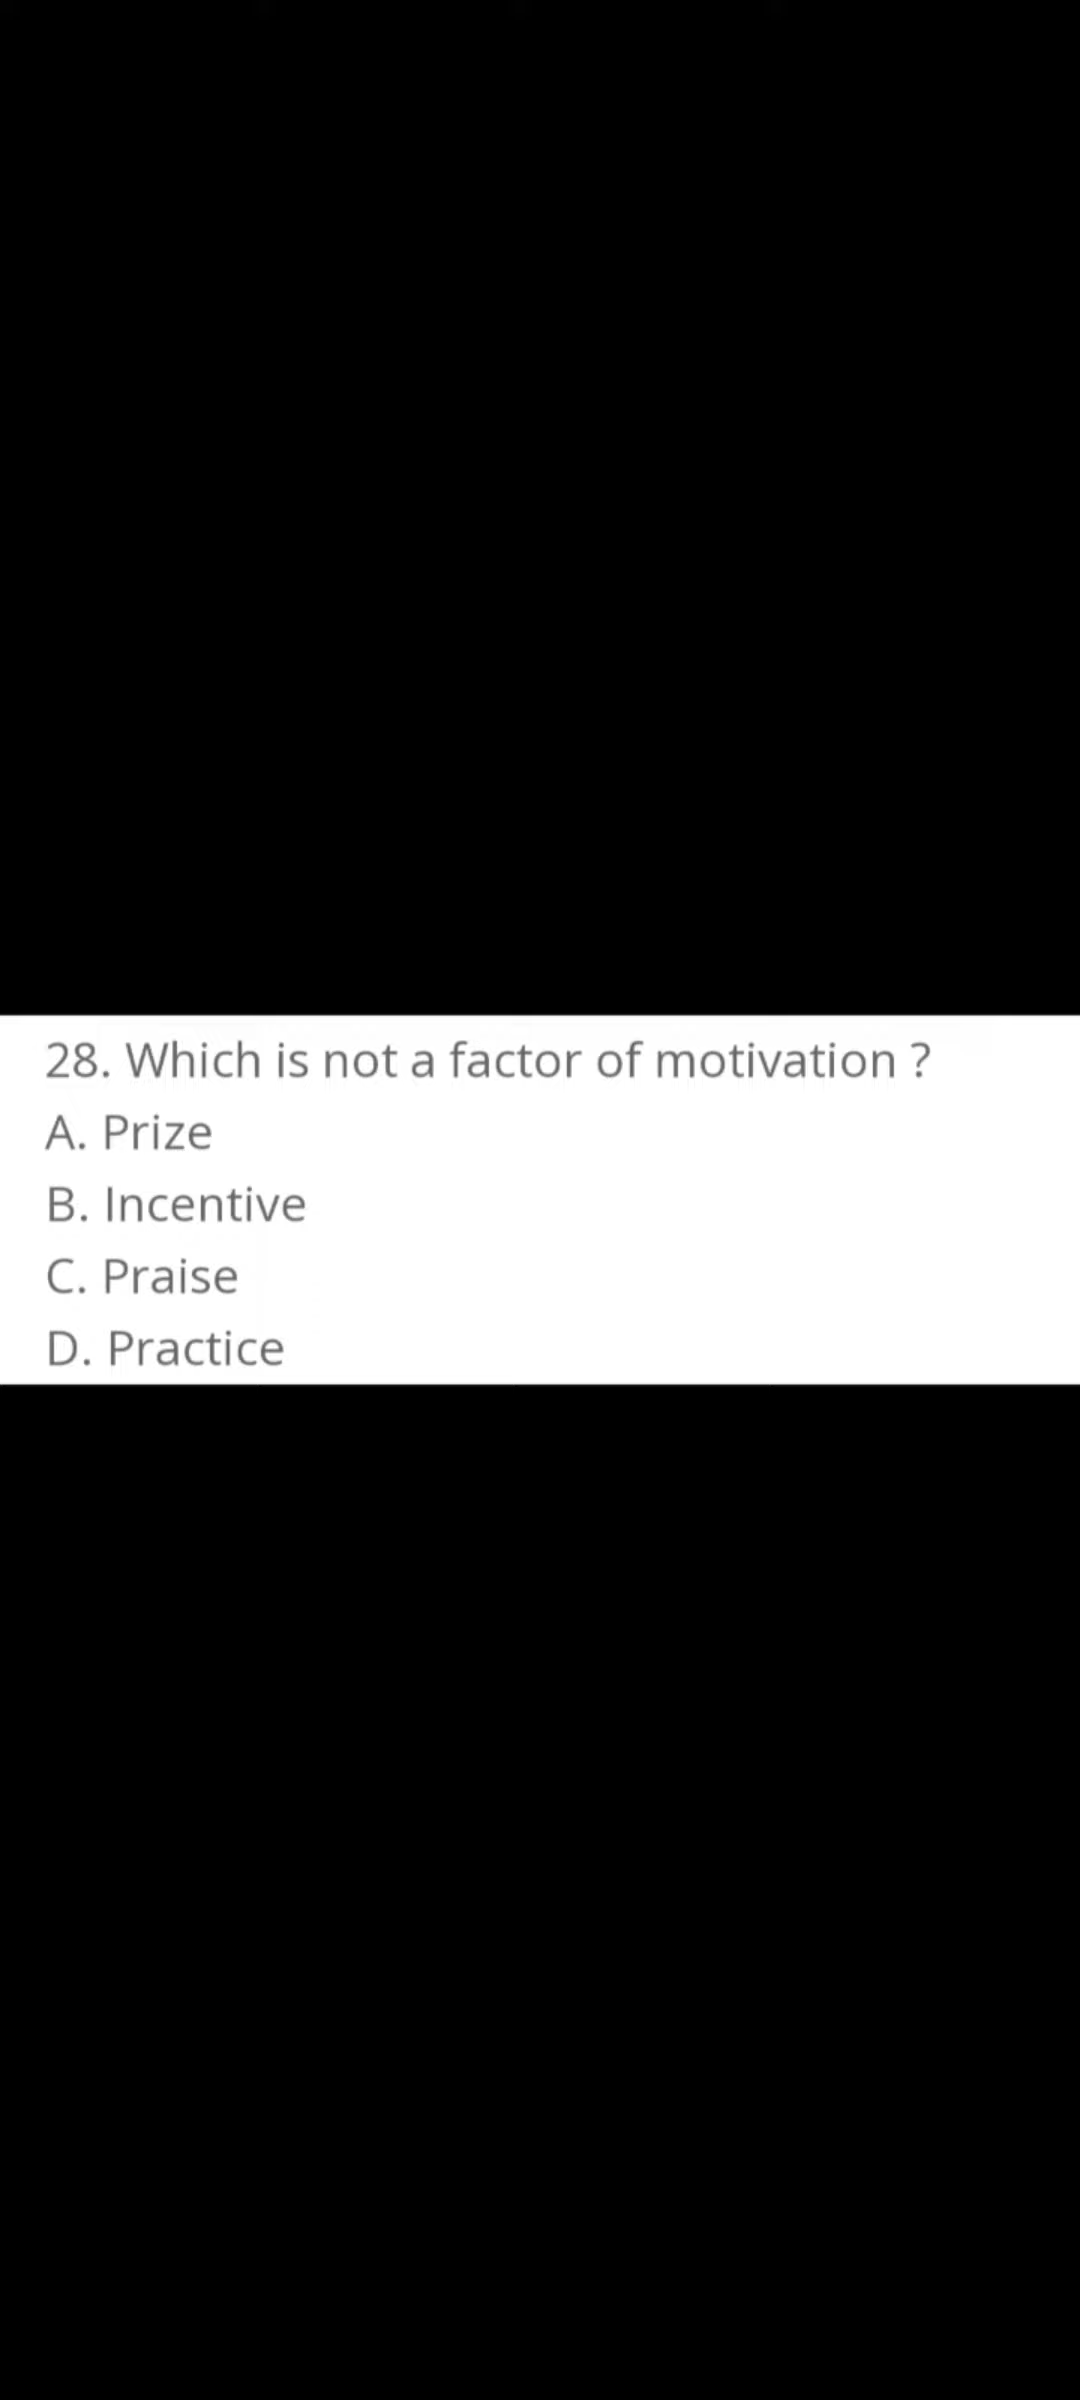 28. Which is not a factor of motivation ?
A. Prize
B. Incentive
C. Praise
D. Practice